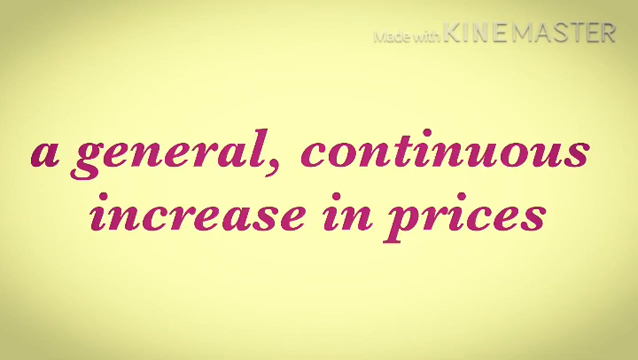 Made with KINEMASTER
a general, continuous
increase in prices